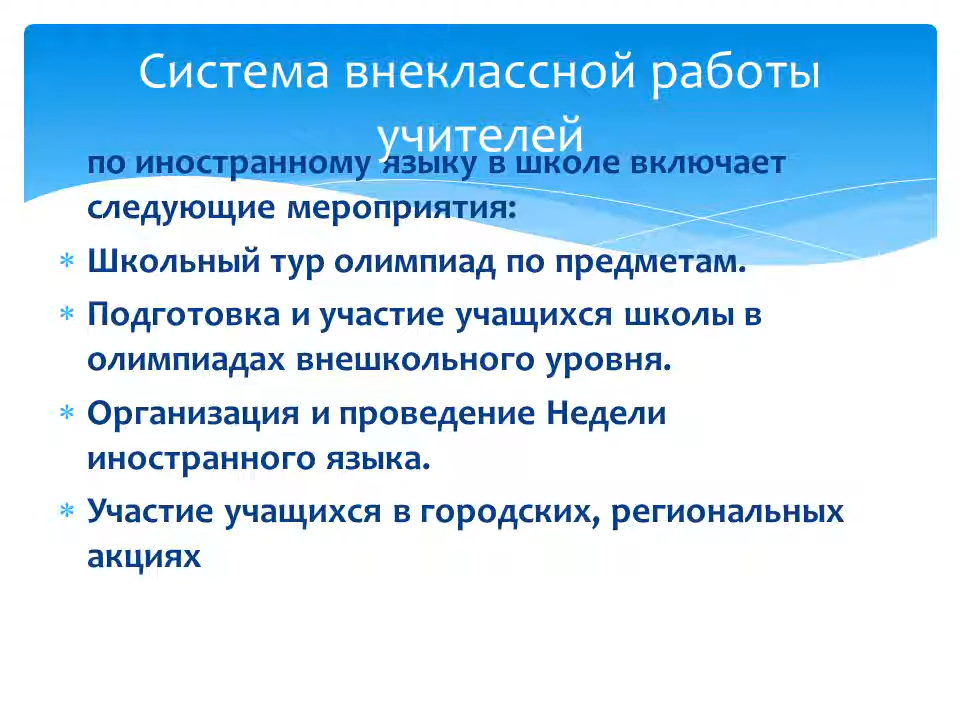 Система внеклассной работы
учителей
по иностранному языку в школе включает
следующие мероприятия:
* Школьный тур олимпиад по предметам.
* Подготовка и участие учащихся школы в
олимпиадах внешкольного уровня.
* Организация и проведение Недели
иностранного языка.
* Участие учащихся в городских, региональных
акциях